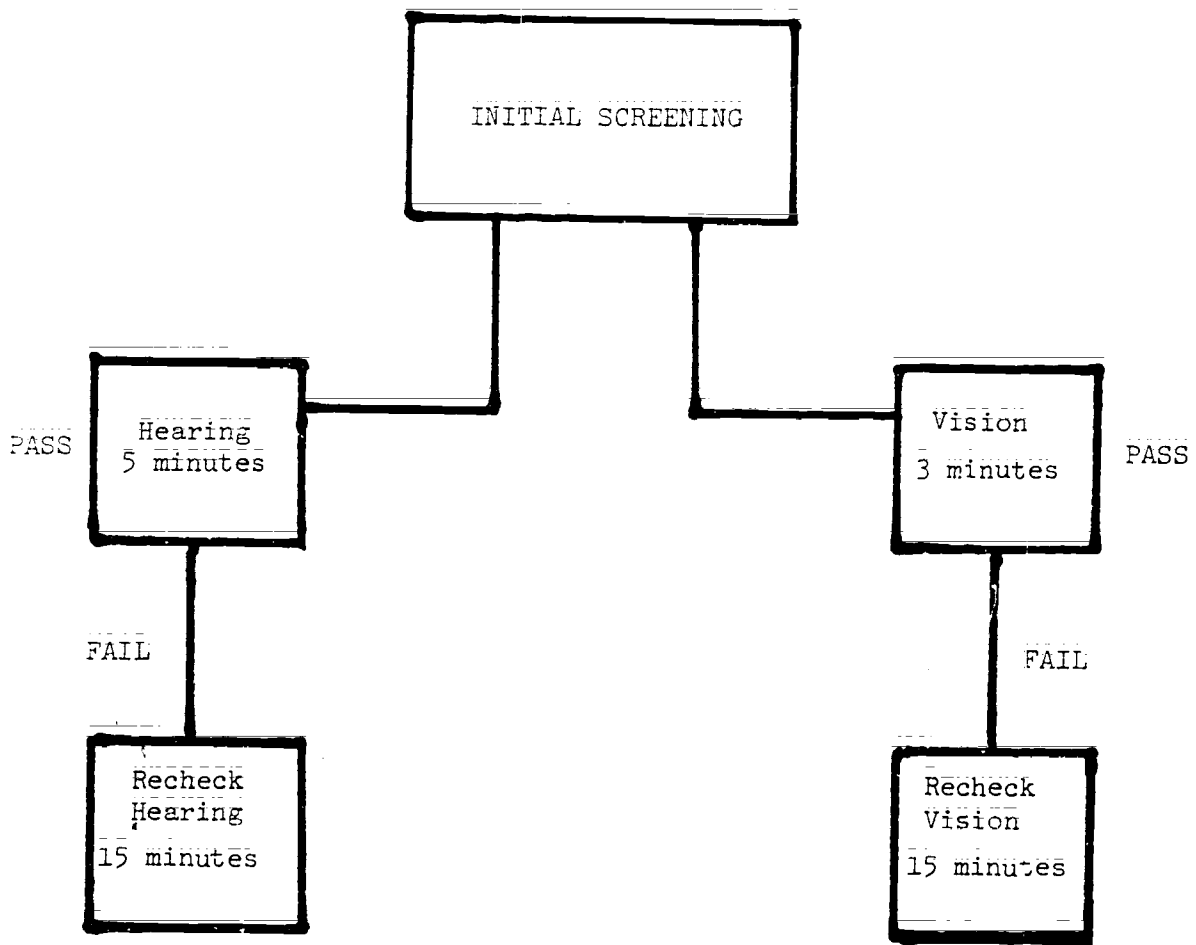 INITIAL SCREENING
PASS
Hearing
5 minutes
Vision
3 minutes
PASS
FAIL
FAIL
Recheck
Hearing
15 minutes
Recheck
Vision
15 minutes